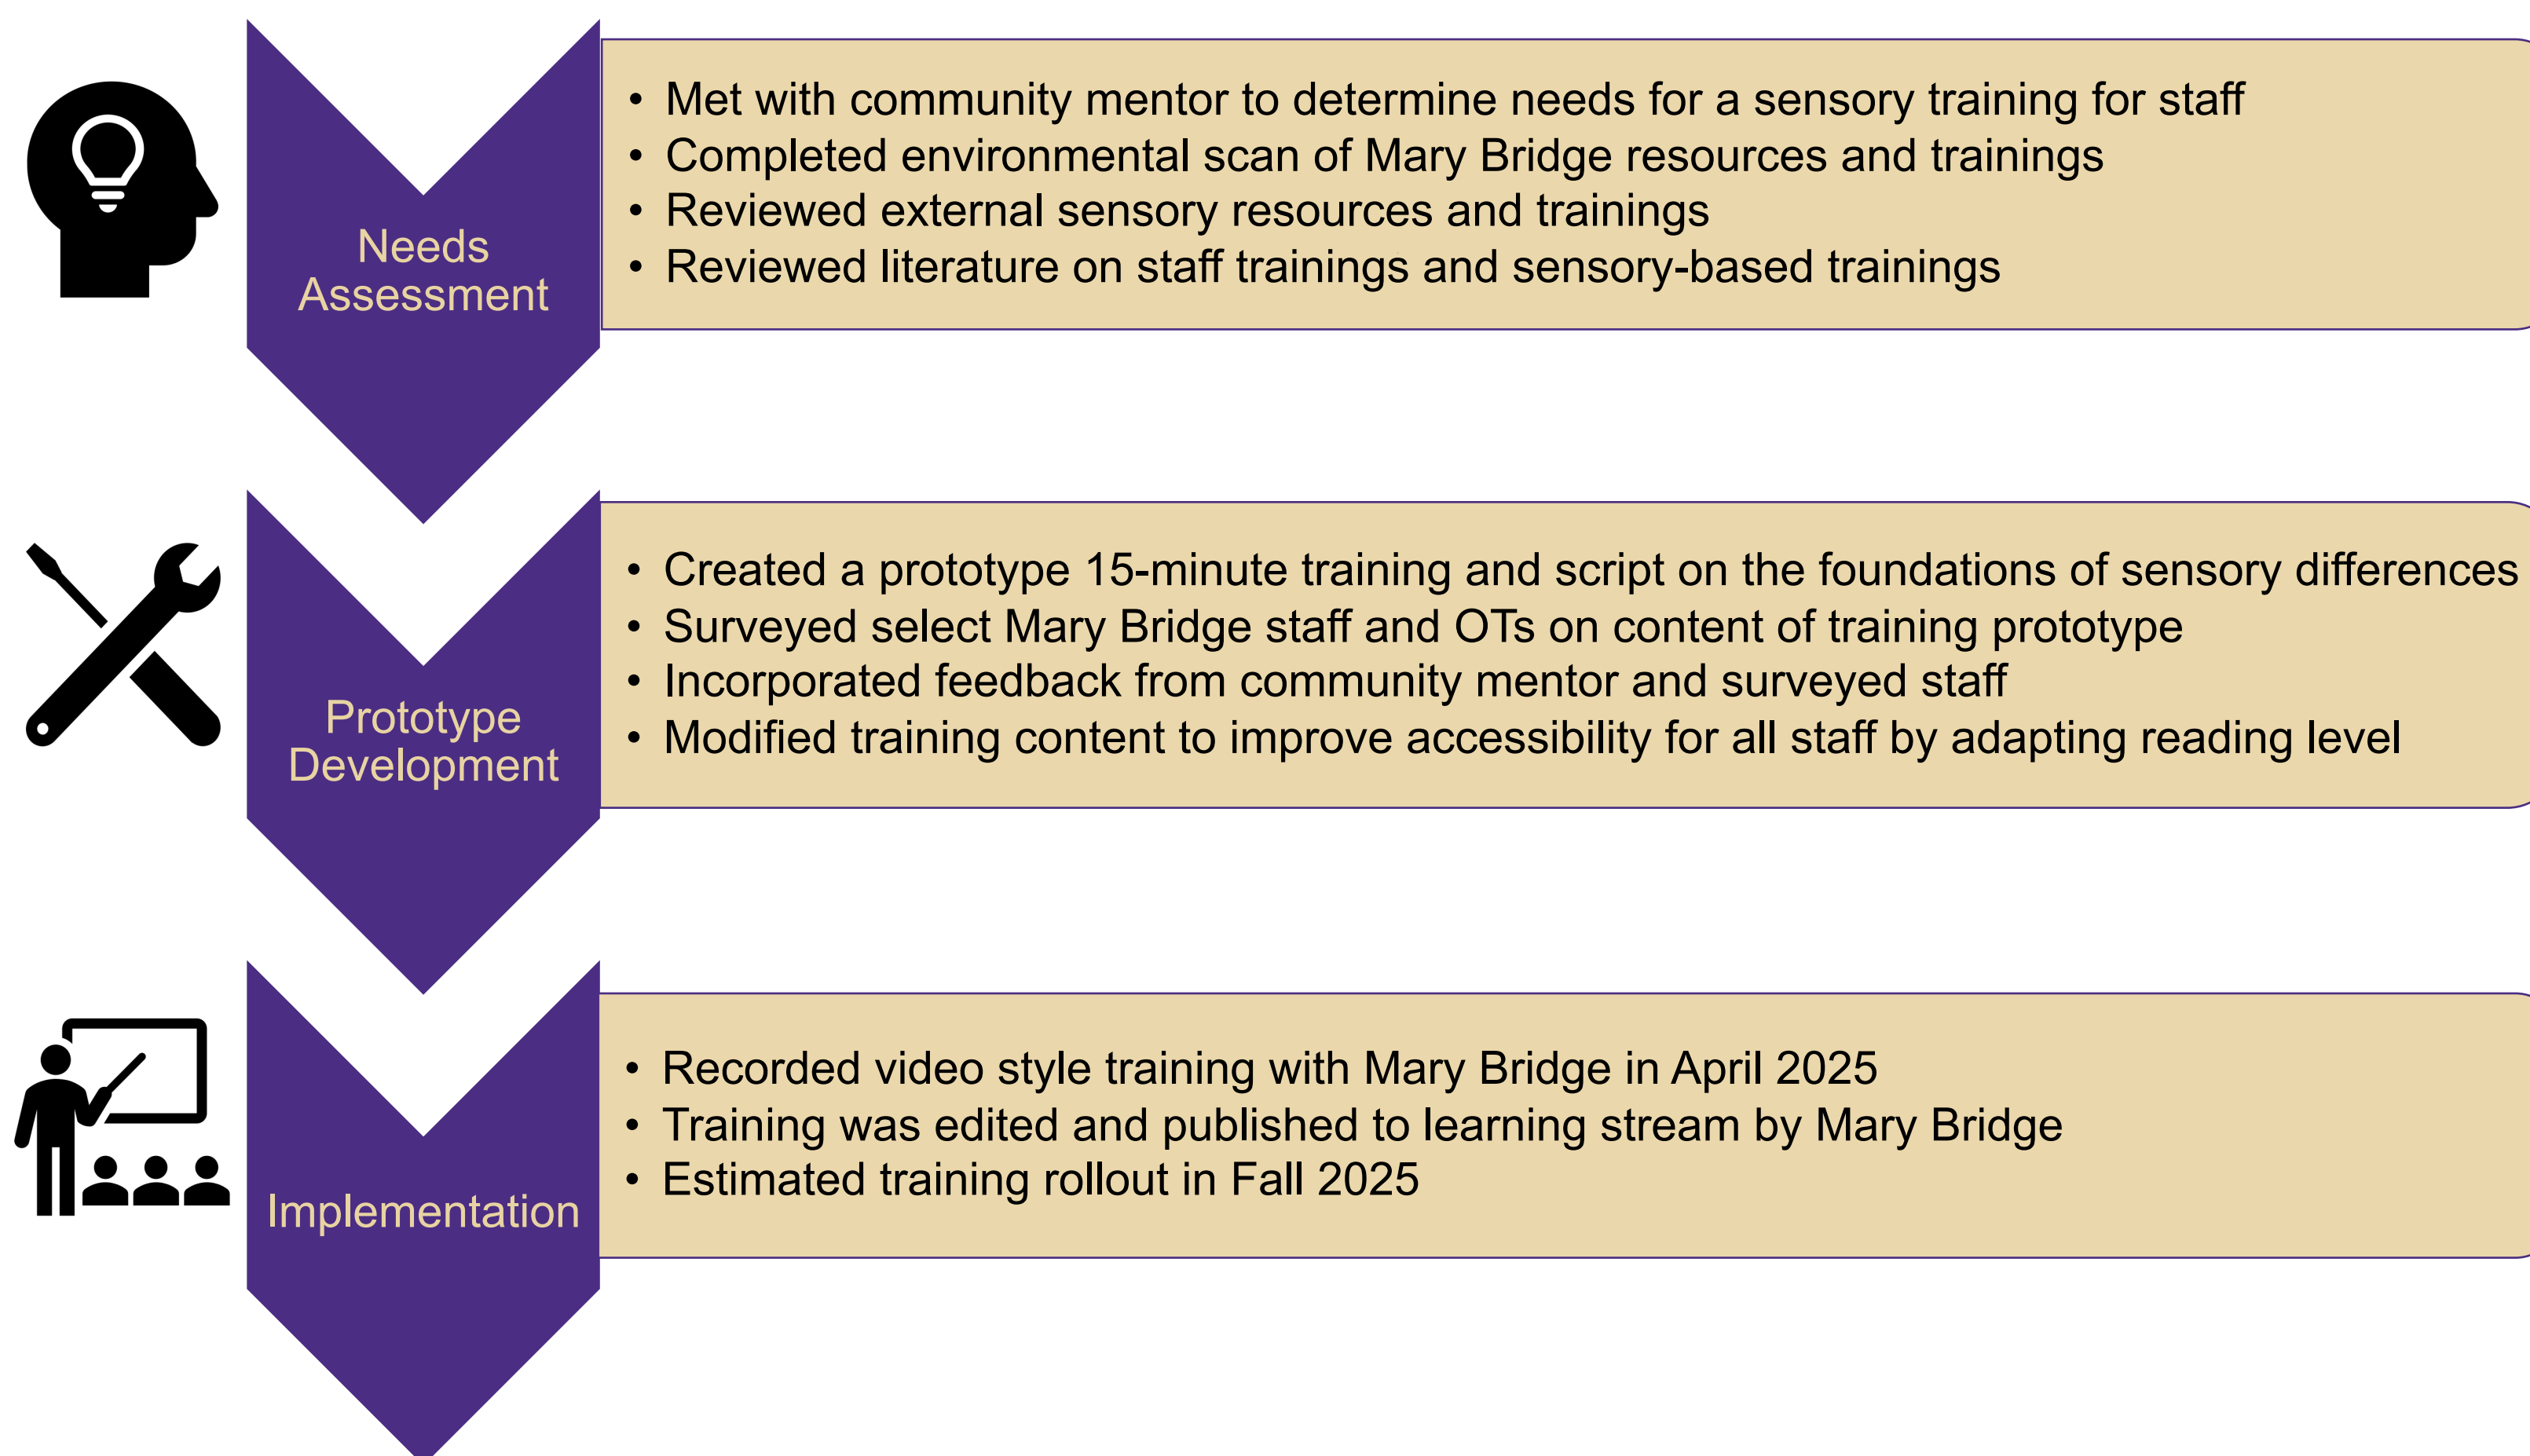 Needs
Assessment
• Met with community mentor to determine needs for a sensory training for staff
• Completed environmental scan of Mary Bridge resources and trainings
• Reviewed external sensory resources and trainings
• Reviewed literature on staff trainings and sensory-based trainings
Prototype
Development
• Created a prototype 15-minute training and script on the foundations of sensory differences
• Surveyed select Mary Bridge staff and OTs on content of training prototype
• Incorporated feedback from community mentor and surveyed staff
• Modified training content to improve accessibility for all staff by adapting reading level
Implementation
• Recorded video style training with Mary Bridge in April 2025
• Training was edited and published to learning stream by Mary Bridge
• Estimated training rollout in Fall 2025